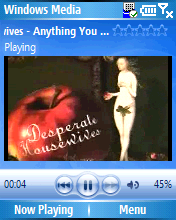 Windows Media
ives - Anything You ...
Playing
Desperate
Housewives
00:04
45%
Now Playing
Menu